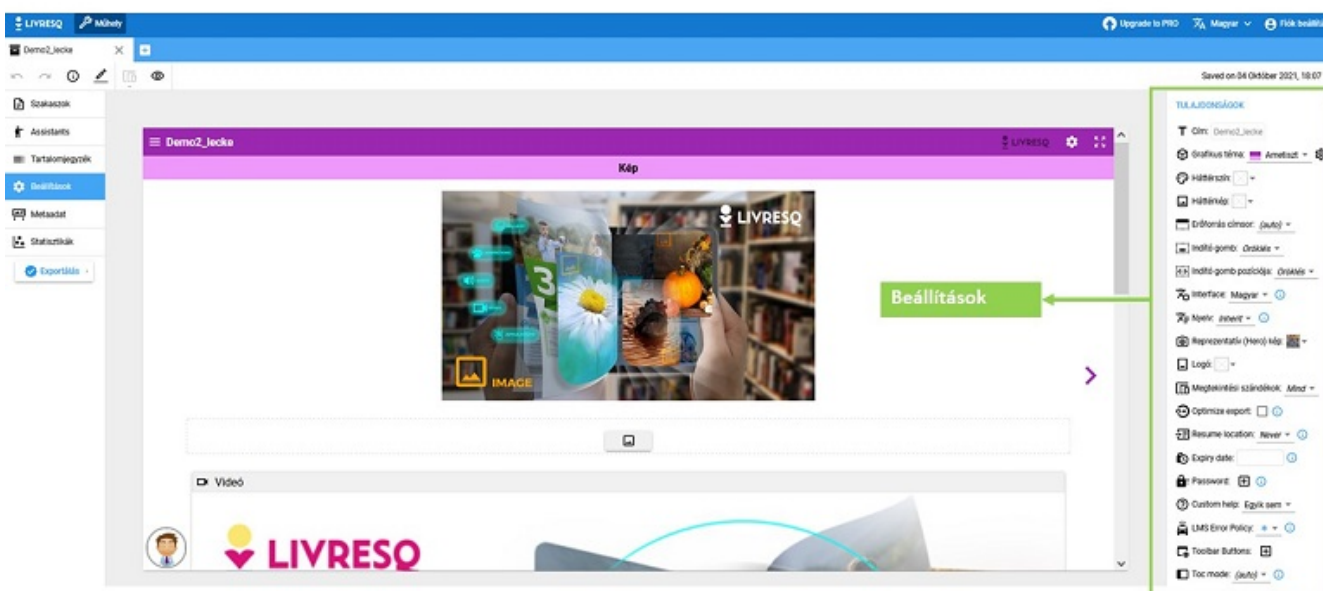 LIVRESQ Műhely Upgrade to PRO Magyar Fiók beállítá
Demo2_lecke
Saved on 04 Október 2021, 18:07
Szakaszok
Assistants
Tartalomjegyzék
Beállítások
Metaadat
Statisztikák
Exportálás
Demo2_lecke LIVRESQ
Kép
LIVRESQ
3
IMAGE
Videó
LIVRESQ
Beállítások
TULAJDONSÁGOK
Cím: Demo2_lecke
Grafikus téma: Ametiszt
Háttérszín:
Háttérkép:
Erőforrás címsor: (auto)
Indító gomb: Öröklés
Indító gomb pozíciója: Öröklés
Interface: Magyar
Nyelv: Inherit
Reprezentatív (Hero) kép:
Logó:
Megtekintési szándékok: Mind
Optimize export:
Resume location: Never
Expiry date:
Password:
Custom help: Egyik sem
LMS Error Policy: *
Toolbar Buttons:
Toc mode: (auto)